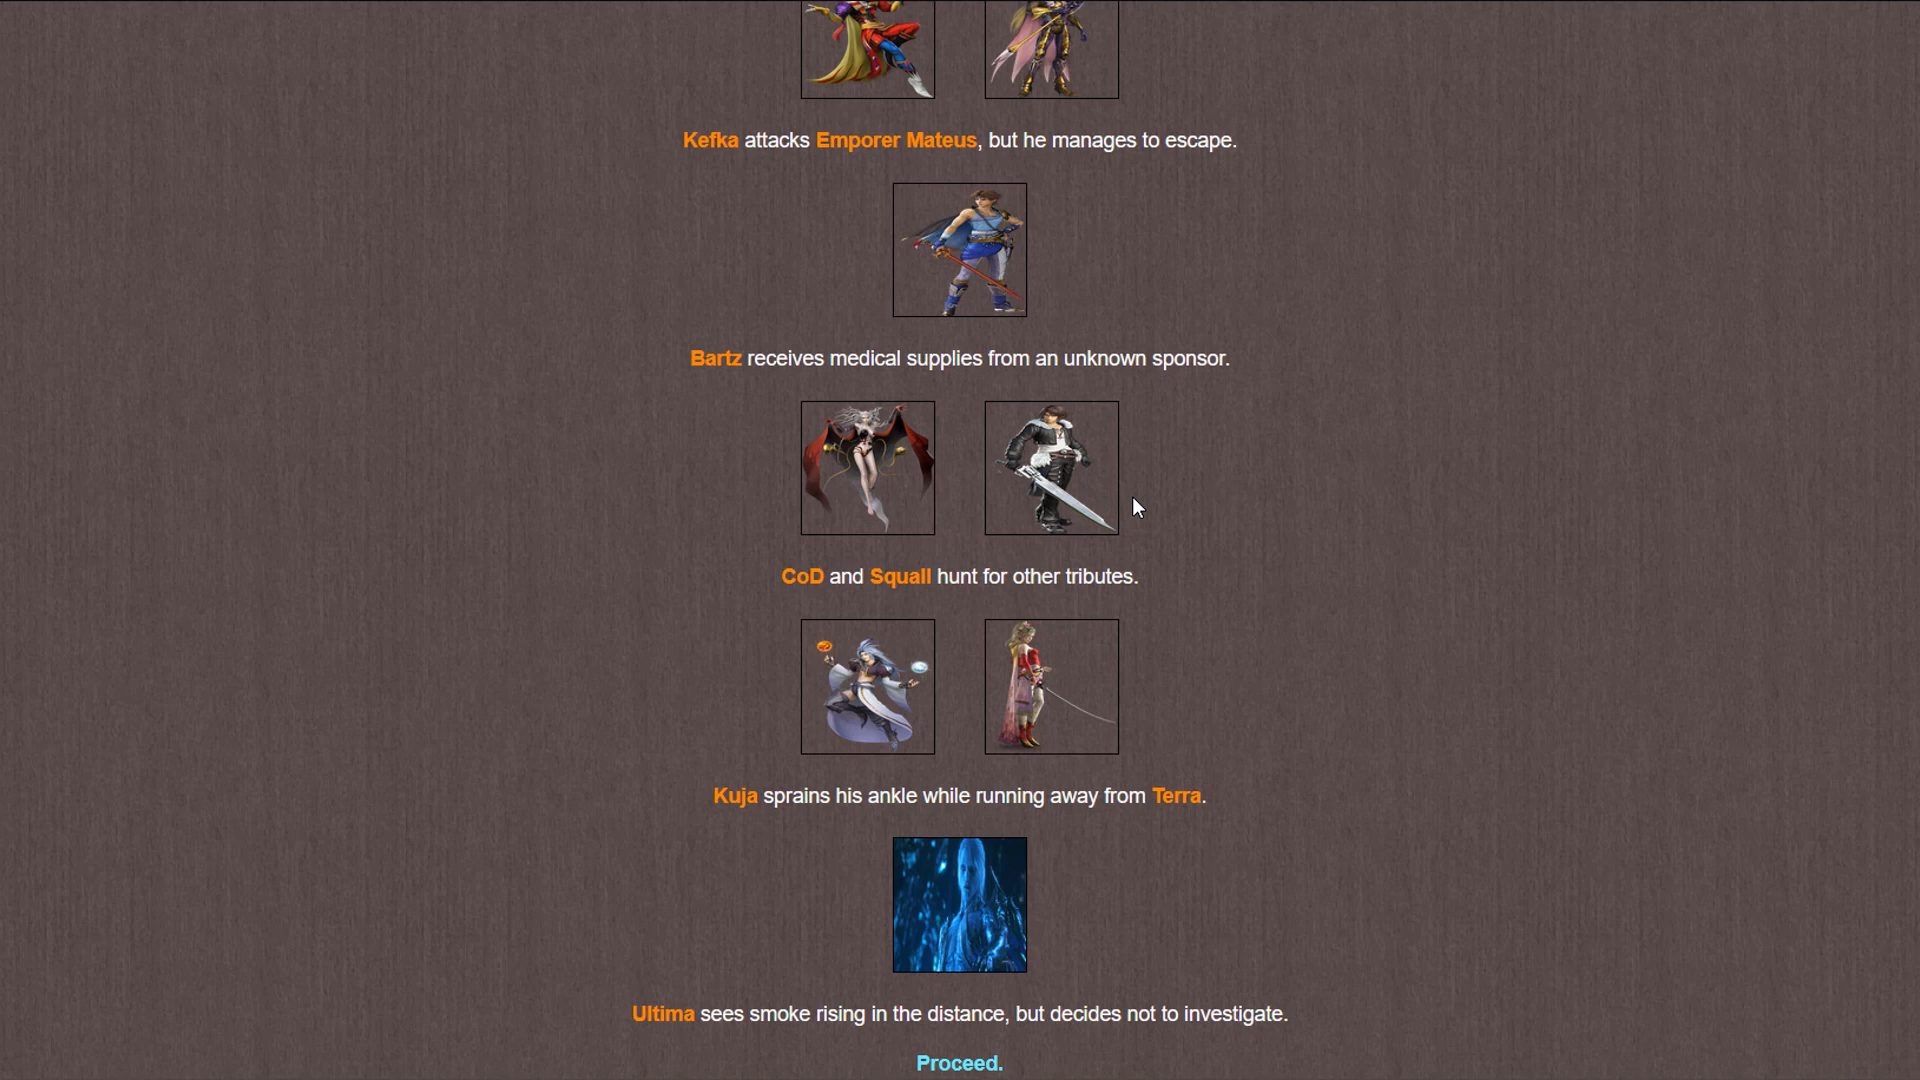 Kefka attacks Emporer Mateus, but he manages to escape.
Bartz receives medical supplies from an unknown sponsor.
CoD and Squall hunt for other tributes.
Kuja sprains his ankle while running away from Terra.
Ultima sees smoke rising in the distance, but decides not to investigate.
Proceed.